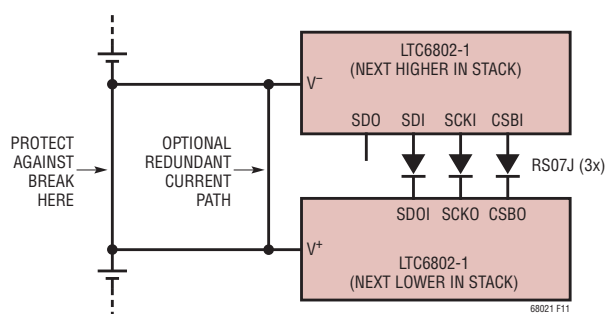 LTC6802-1
(NEXT HIGHER IN STACK)
V–
SDO SDI SCKI CSBI
PROTECT
AGAINST
BREAK
HERE
OPTIONAL
REDUNDANT
CURRENT
PATH
RS07J (3x)
SDOI SCKO CSBO
V+
LTC6802-1
(NEXT LOWER IN STACK)
68021 F11